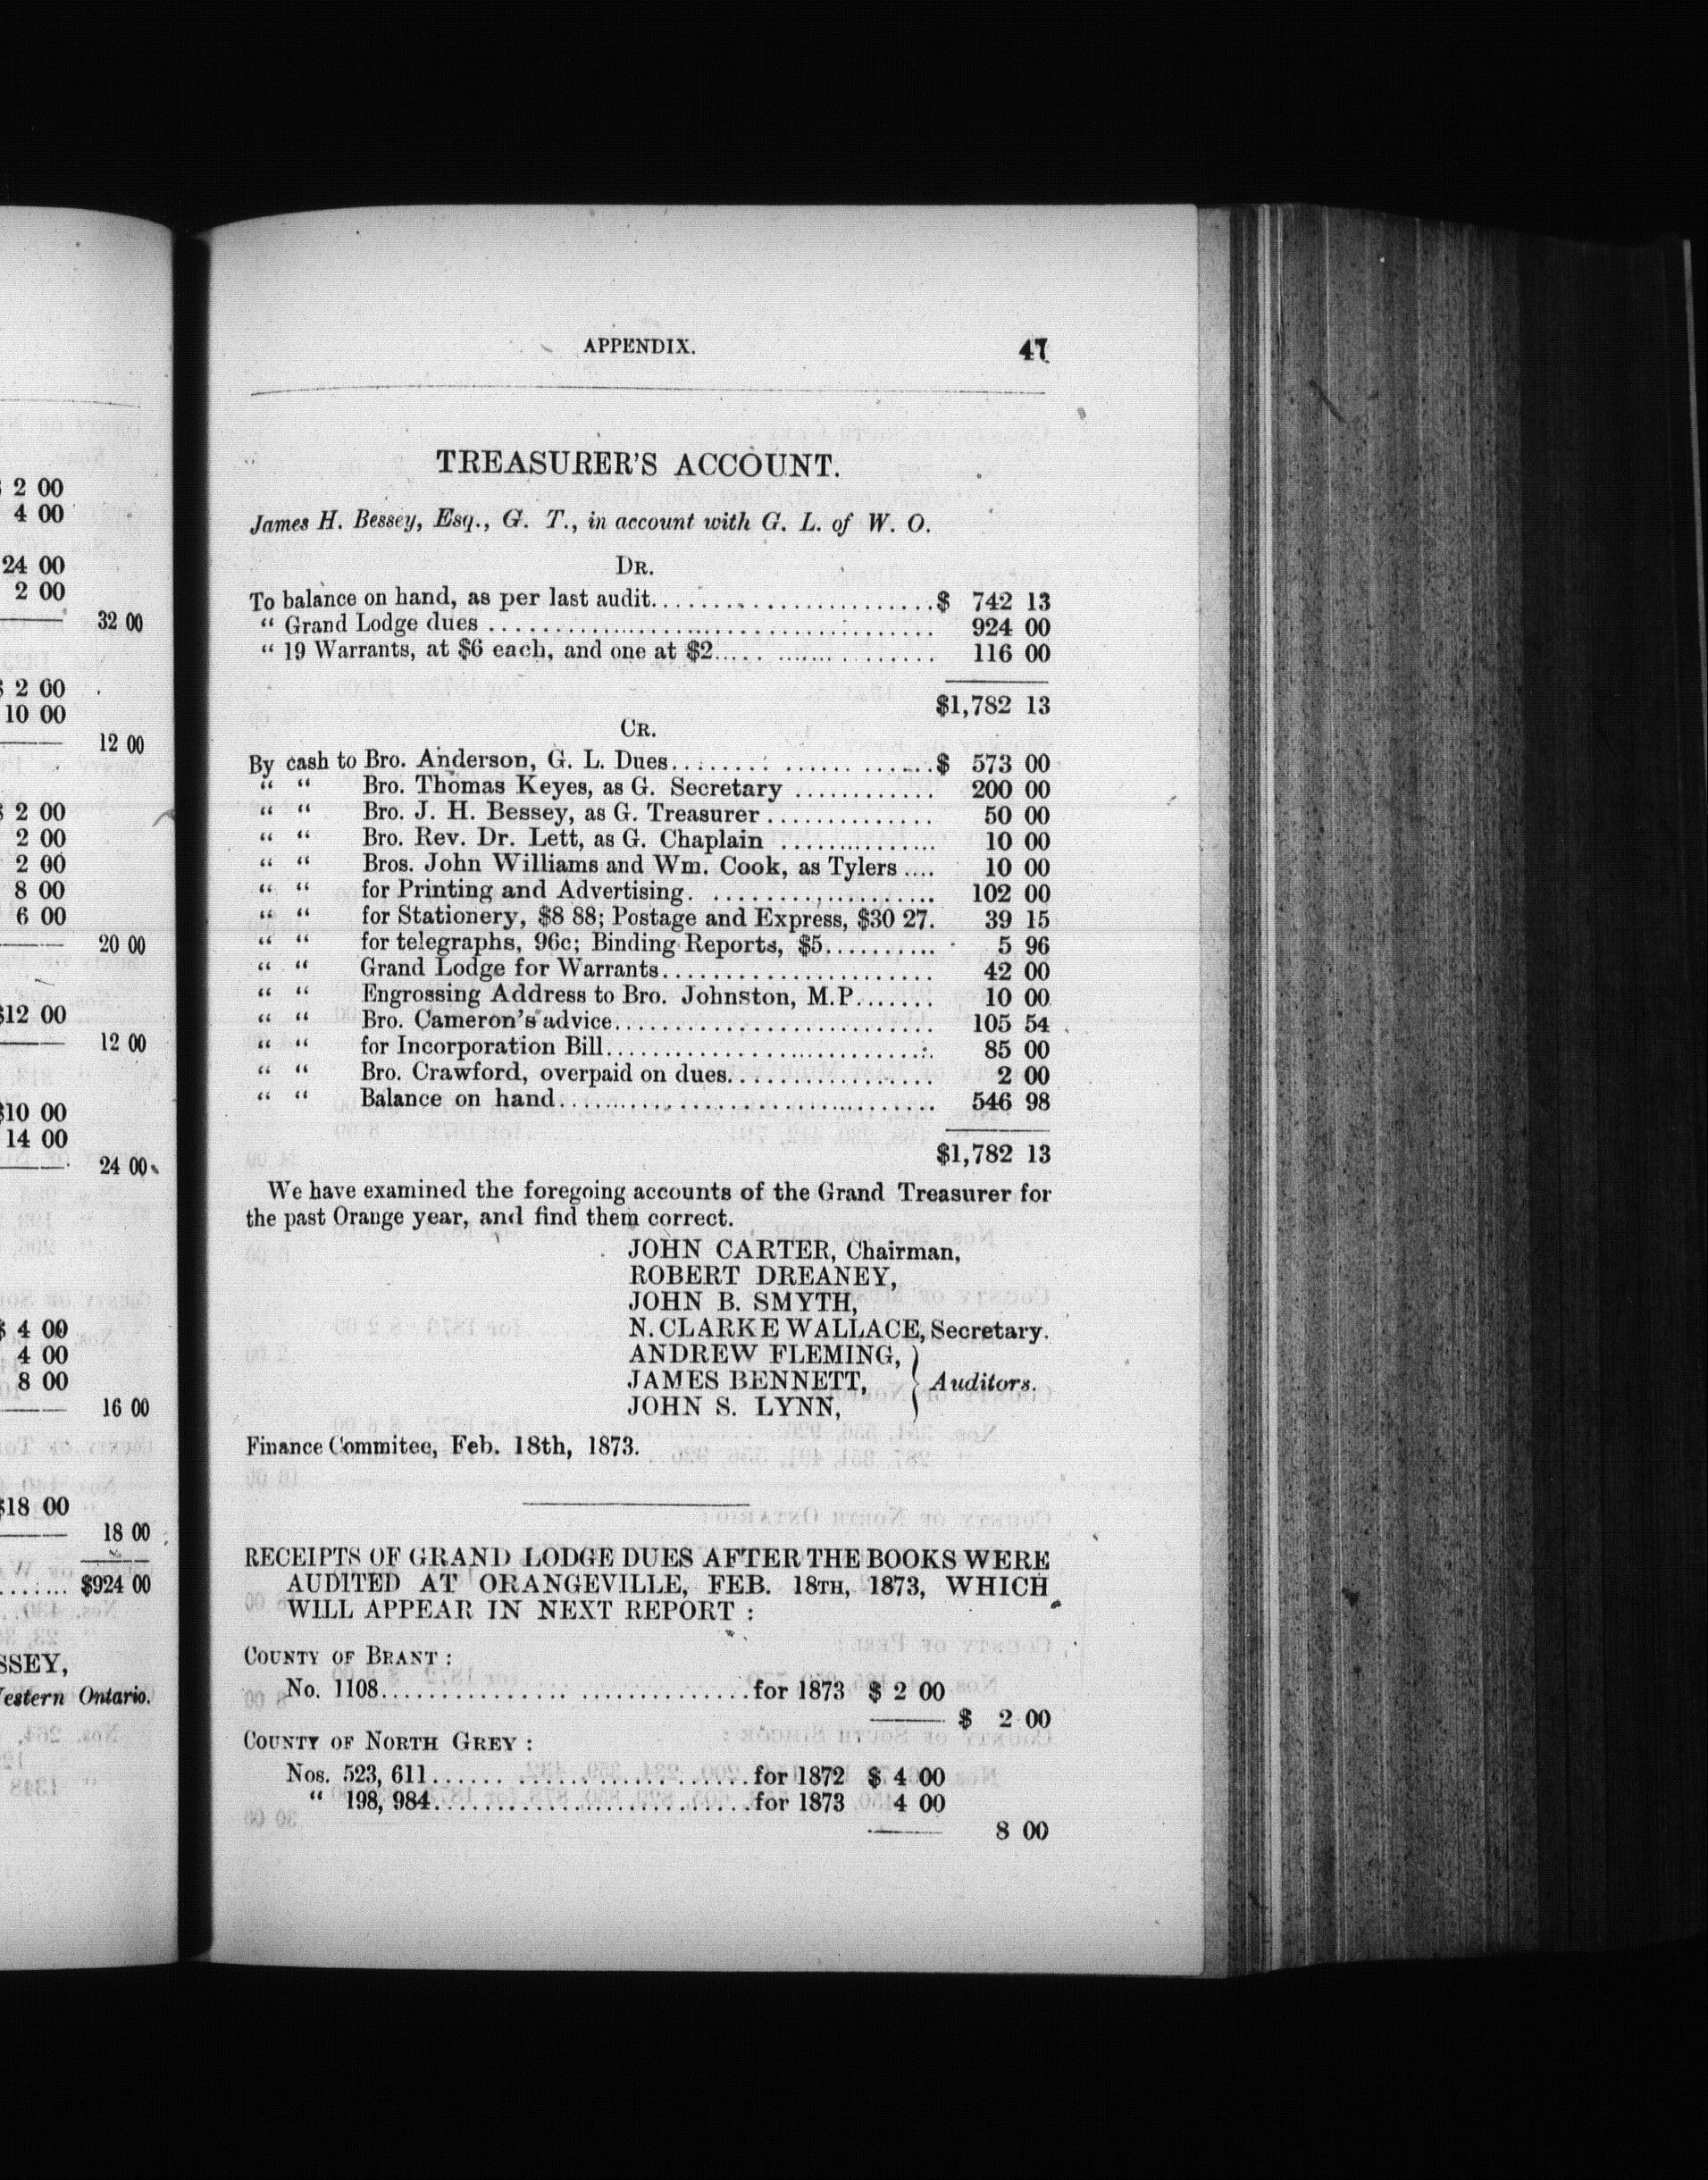 2 00
4 00
24 00
2 00
32 00
2 00
10 00
12 00
2 00
2 00
2 00
8 00
6 00
20 00
$12 00
12 00
$10 00
14 00
24 00
$ 4 00
4 00
8 00
16 00
$18 00
18 00
....... $924 00
SSEY,
estern Ontario.
APPENDIX. 47
TREASURER'S ACCOUNT.
James H. Bessey, Esq., G. T., in account with G. L. of W. O.
DR.
To balance on hand, as per last audit..........................$ 742 13
“ Grand Lodge dues .......................................... 924 00
“ 19 Warrants, at $6 each, and one at $2..................... 116 00
$1,782 13
CR.
By cash to Bro. Anderson, G. L. Dues..........................$ 573 00
“ “ Bro. Thomas Keyes, as G. Secretary ............ 200 00
“ “ Bro. J. H. Bessey, as G. Treasurer .............. 50 00
“ “ Bro. Rev. Dr. Lett, as G. Chaplain .............. 10 00
“ “ Bros. John Williams and Wm. Cook, as Tylers .... 10 00
“ “ for Printing and Advertising. .................... 102 00
“ “ for Stationery, $8 88; Postage and Express, $30 27. 39 15
“ “ for telegraphs, 96c; Binding Reports, $5.......... 5 96
“ “ Grand Lodge for Warrants........................ 42 00
“ “ Engrossing Address to Bro. Johnston, M.P....... 10 00
“ “ Bro. Cameron's advice............................ 105 54
“ “ for Incorporation Bill............................ 85 00
“ “ Bro. Crawford, overpaid on dues.................. 2 00
“ “ Balance on hand.................................. 546 98
$1,782 13
We have examined the foregoing accounts of the Grand Treasurer for
the past Orange year, and find them correct.
JOHN CARTER, Chairman,
ROBERT DREANEY,
JOHN B. SMYTH,
N. CLARKE WALLACE, Secretary.
ANDREW FLEMING, }
JAMES BENNETT, } Auditors.
JOHN S. LYNN, }
Finance Commitee, Feb. 18th, 1873.
RECEIPTS OF GRAND LODGE DUES AFTER THE BOOKS WERE
AUDITED AT ORANGEVILLE, FEB. 18TH, 1873, WHICH
WILL APPEAR IN NEXT REPORT :
COUNTY OF BRANT :
No. 1108................................for 1873 $ 2 00
$ 2 00
COUNTY OF NORTH GREY :
Nos. 523, 611............................for 1872 $ 4 00
“ 198, 984............................for 1873 4 00
8 00